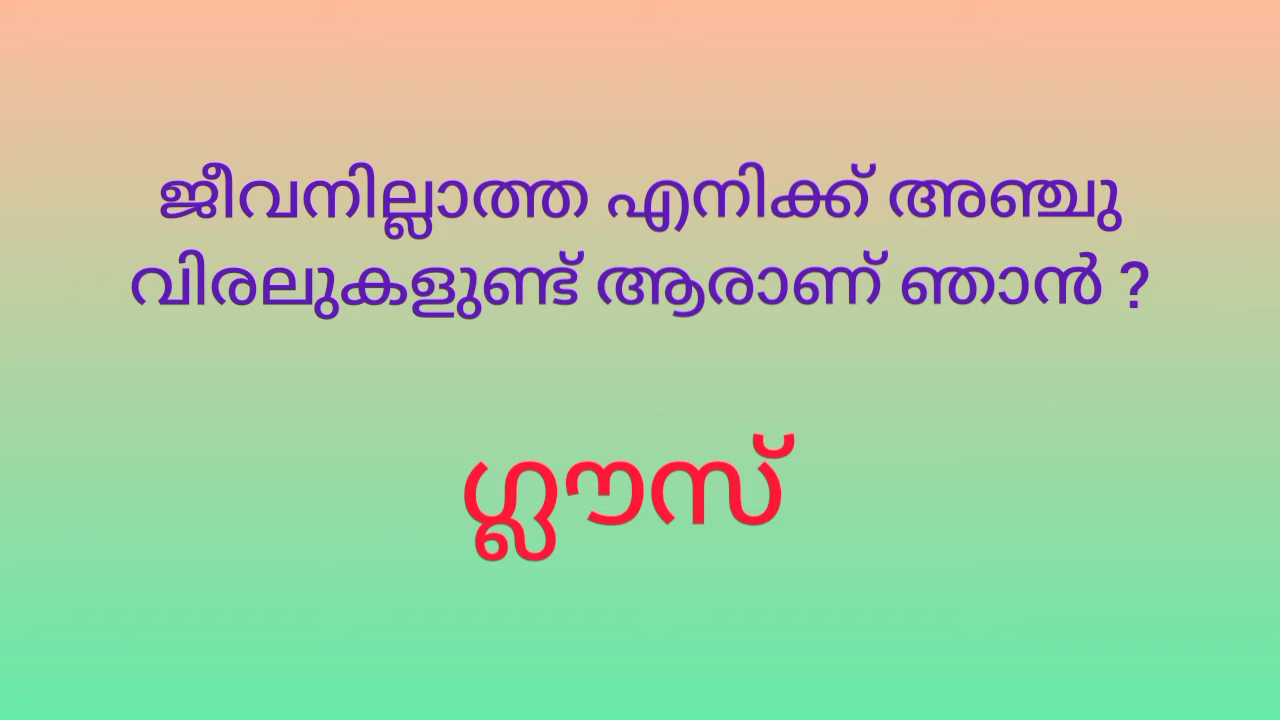 ജീവനില്ലാത്ത എനിക്ക് അഞ്ചു
വിരലുകളുണ്ട് ആരാണ് ഞാൻ ?
ഗ്ലൗസ്